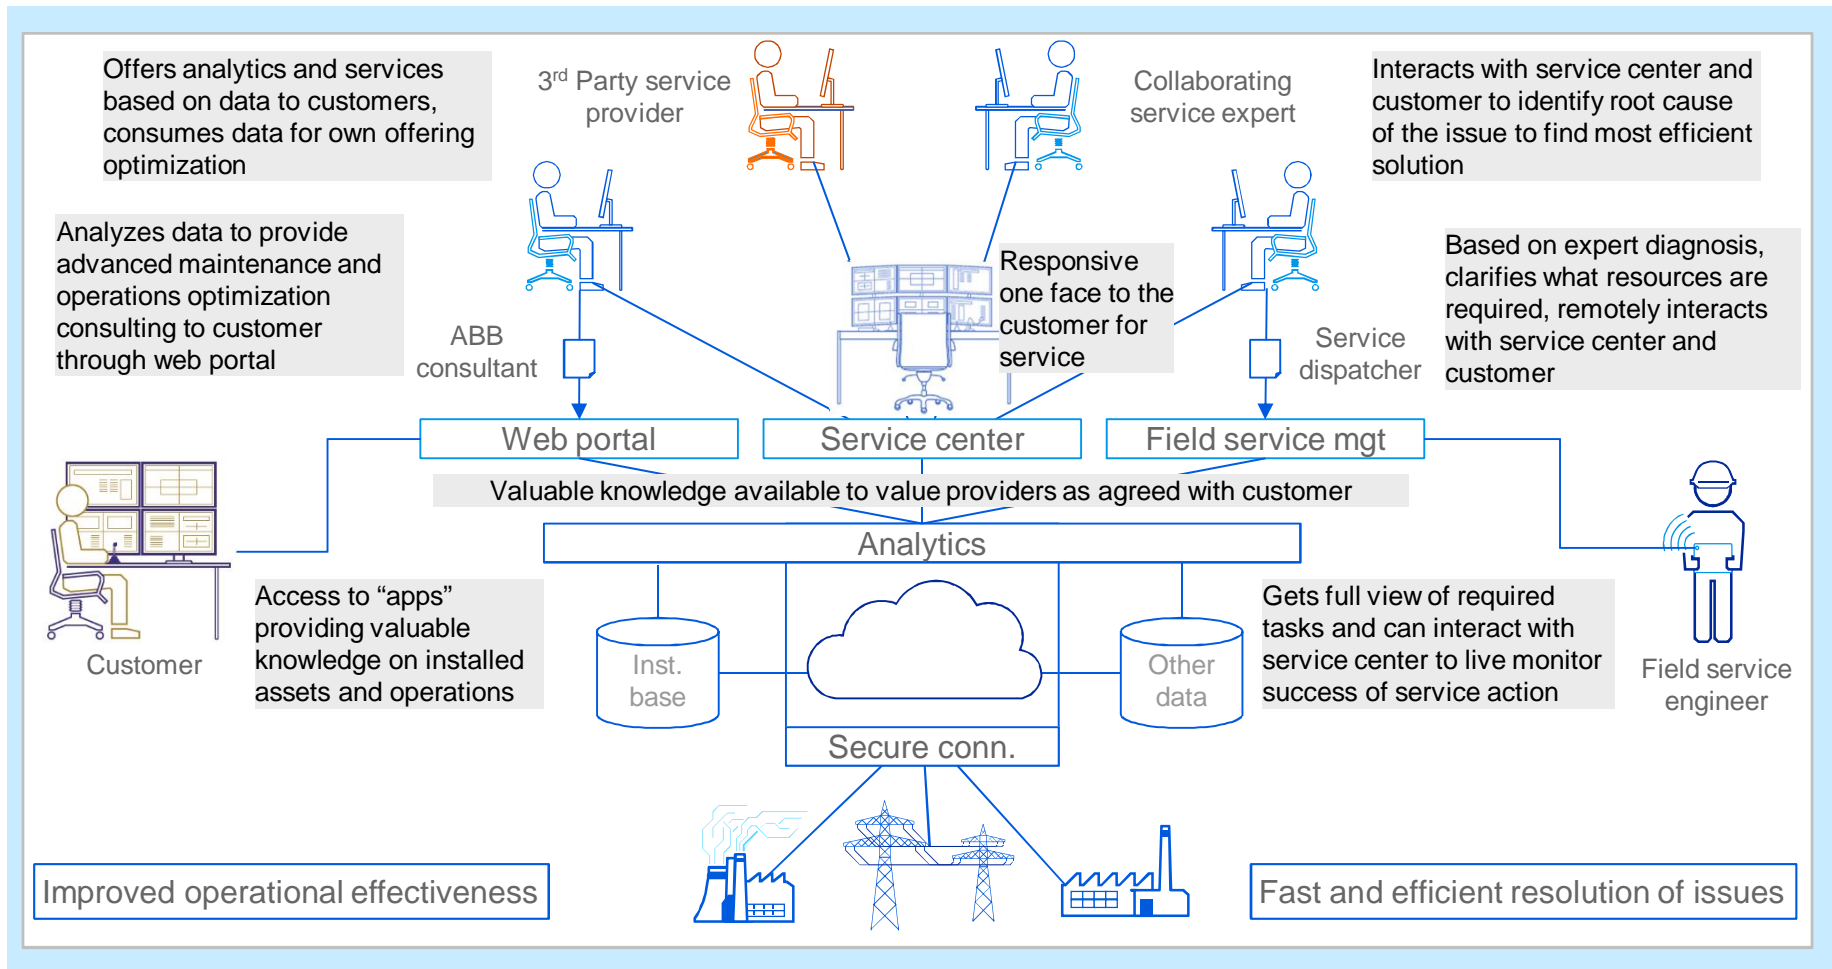 Offers analytics and services
based on data to customers,
consumes data for own offering
optimization
3rd Party service
provider
Collaborating
service expert
Interacts with service center and
customer to identify root cause
of the issue to find most efficient
solution
Analyzes data to provide
advanced maintenance and
operations optimization
consulting to customer
through web portal
ABB
consultant
Responsive
one face to the
customer for
service
Service
dispatcher
Based on expert diagnosis,
clarifies what resources are
required, remotely interacts
with service center and
customer
Web portal
Service center
Field service mgt
Valuable knowledge available to value providers as agreed with customer
Analytics
Customer
Access to “apps”
providing valuable
knowledge on installed
assets and operations
Inst.
base
Other
data
Gets full view of required
tasks and can interact with
service center to live monitor
success of service action
Field service
engineer
Secure conn.
Improved operational effectiveness
Fast and efficient resolution of issues